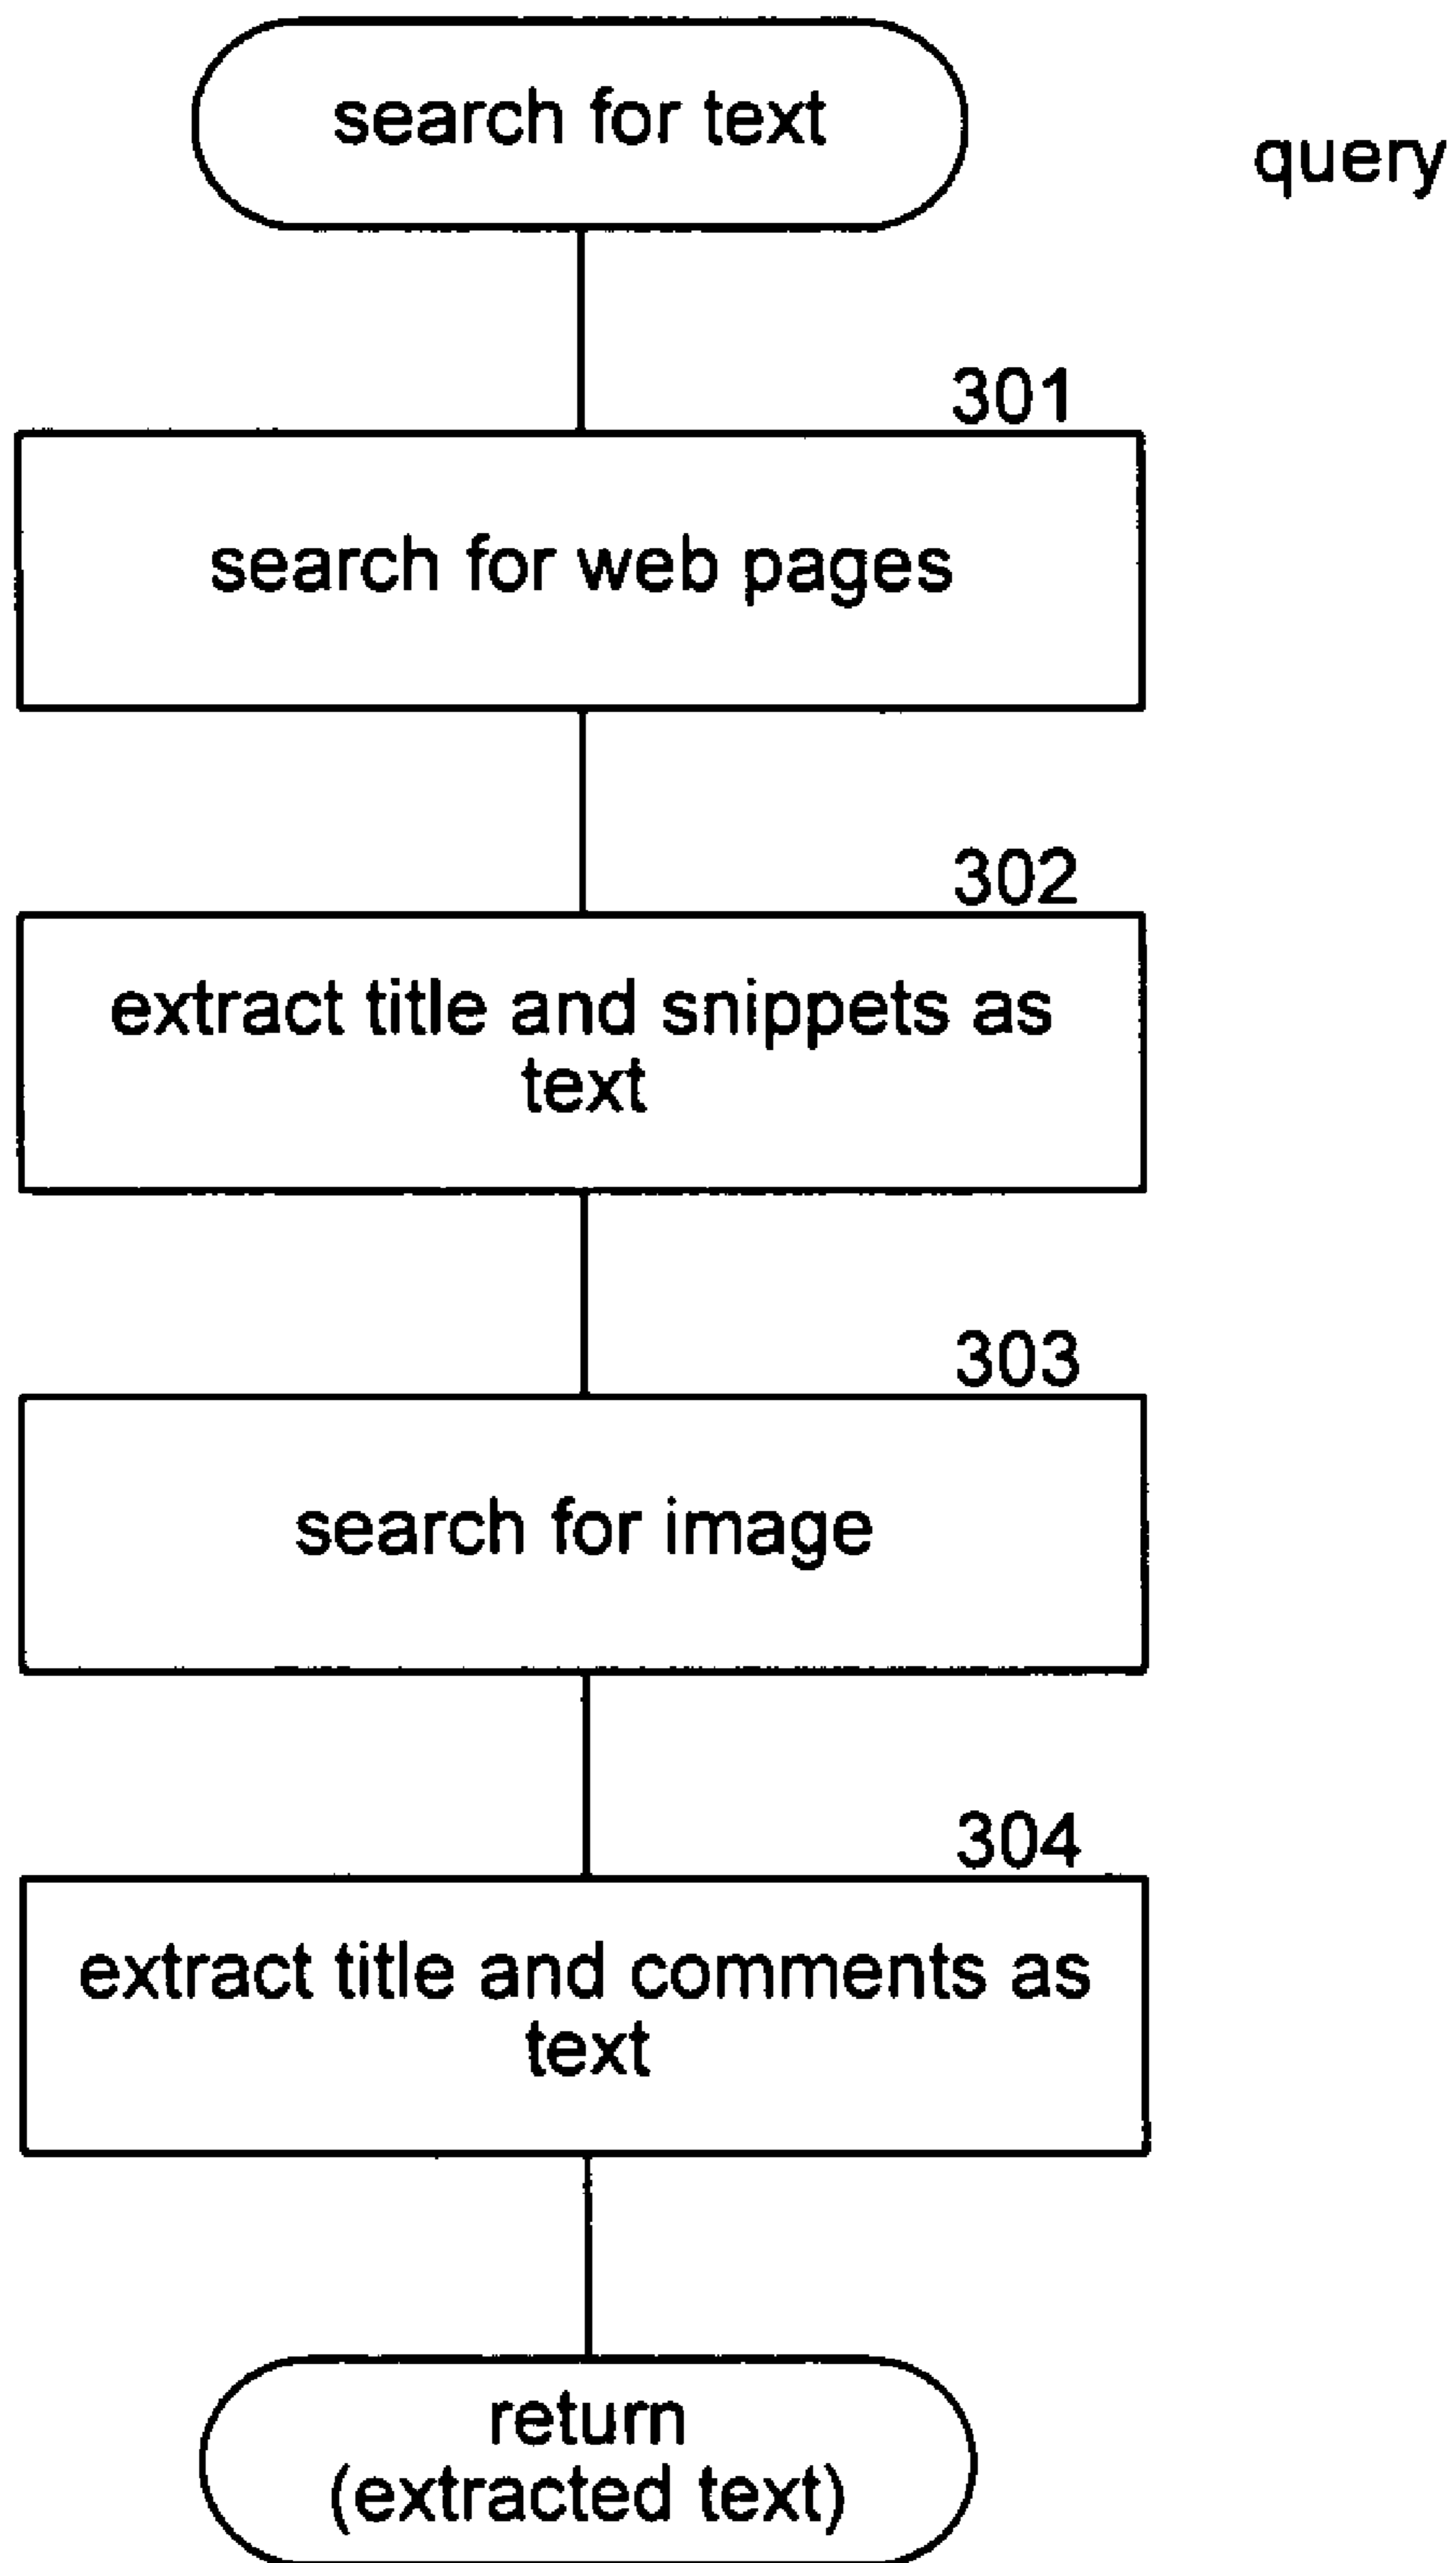 search for text
query
301
search for web pages
302
extract title and snippets as
text
303
search for image
304
extract title and comments as
text
return
(extracted text)